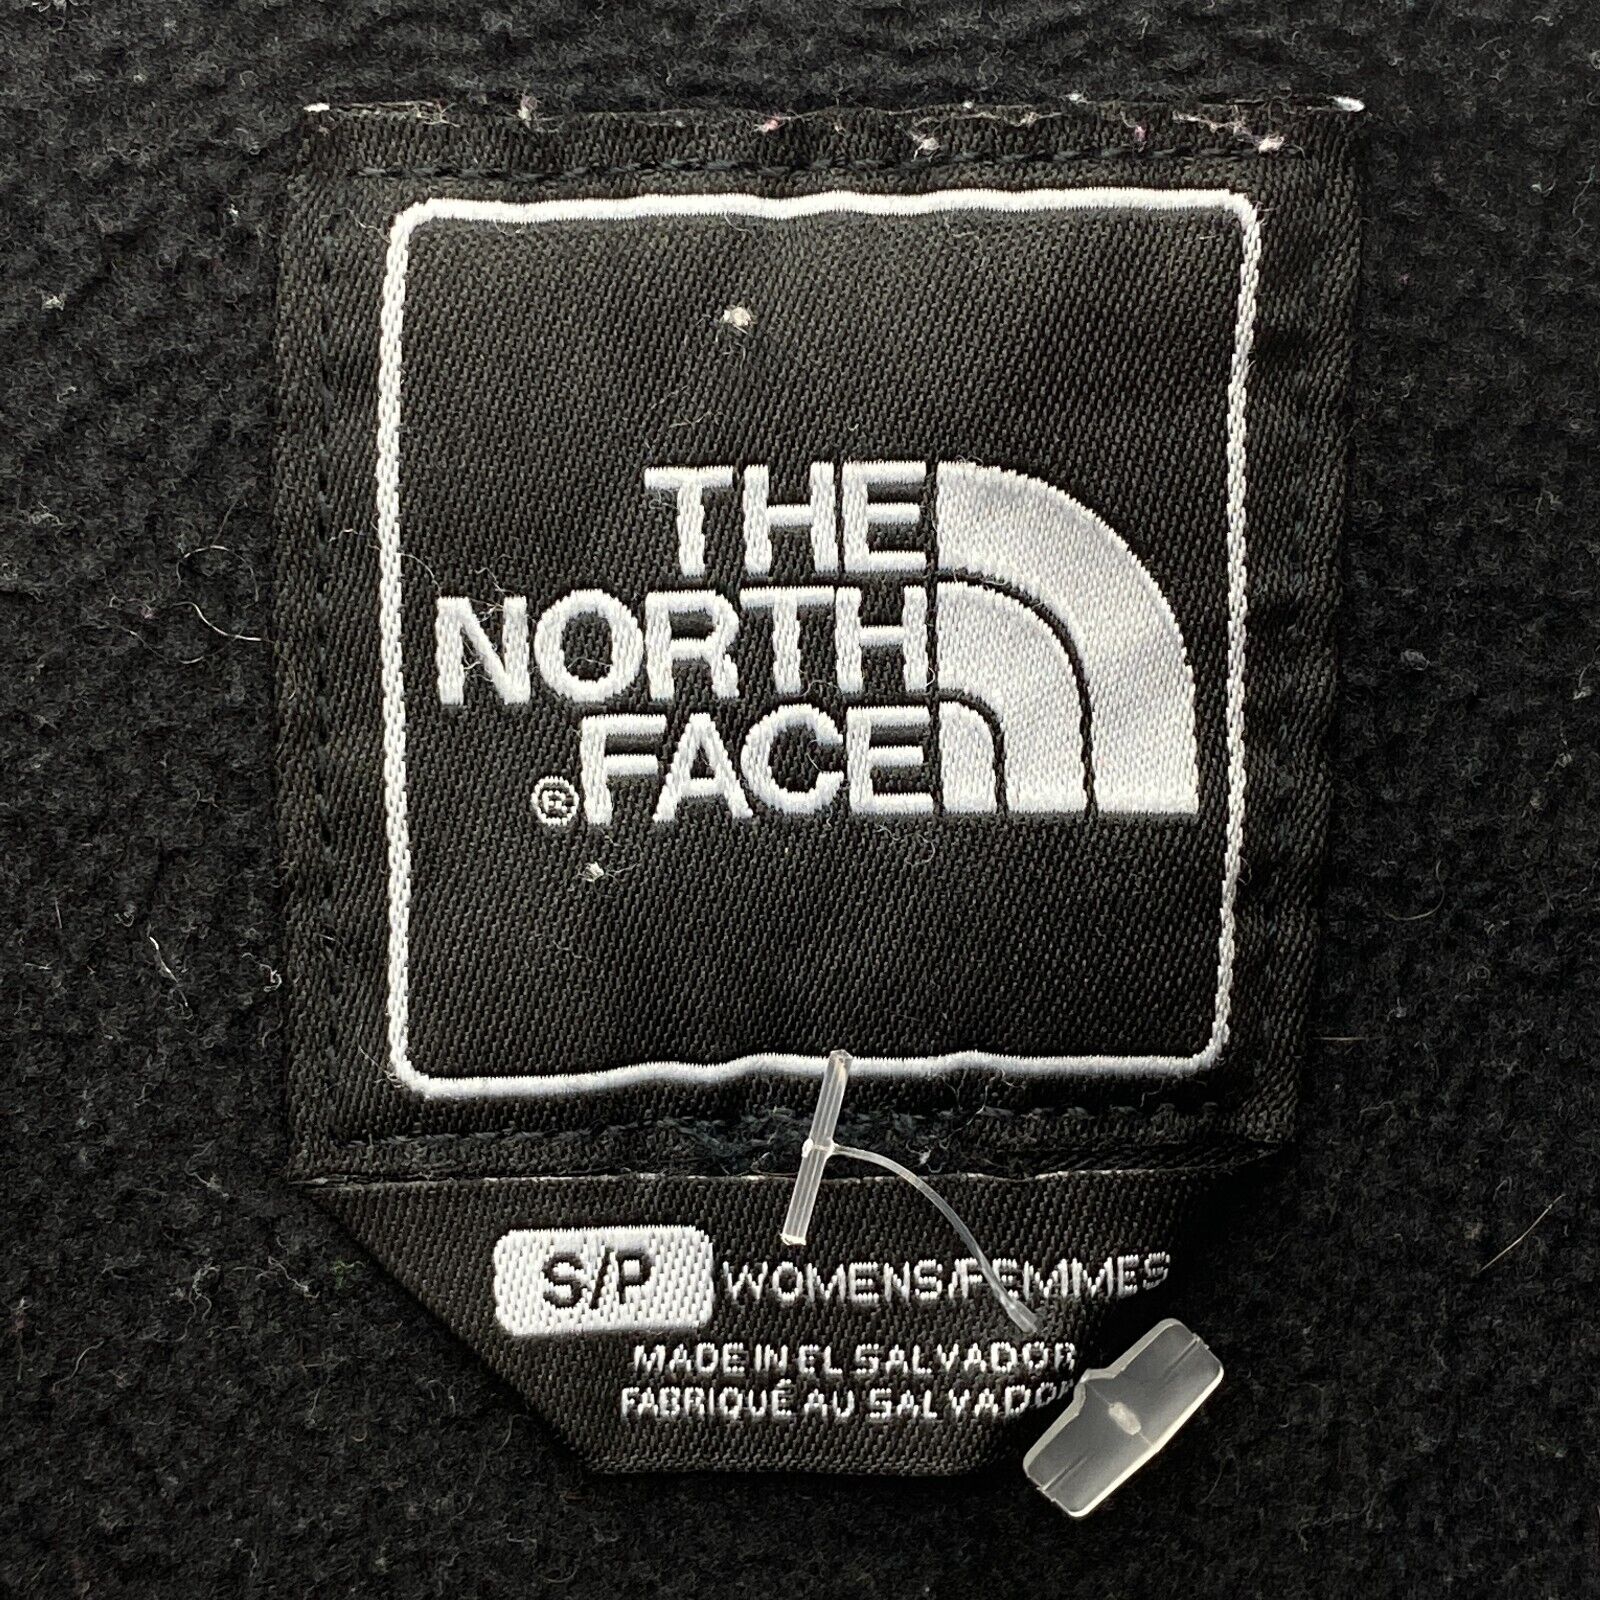 THE
NORTH
®FACE
S/P WOMENS/FEMMES
MADE IN EL SALVADOR
FABRIQUÉ AU SALVADOR